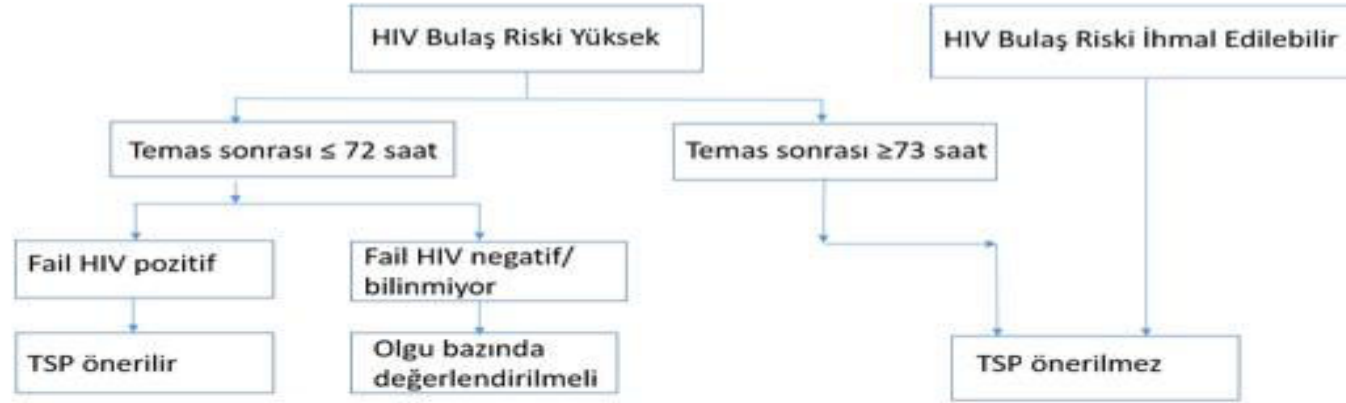 HIV Bulaş Riski Yüksek
HIV Bulaş Riski İhmal Edilebilir
Temas sonrası ≤ 72 saat
Temas sonrası ≥73 saat
Fail HIV pozitif
Fail HIV negatif/
bilinmiyor
TSP önerilir
Olgu bazında
değerlendirilmeli
TSP önerilmez